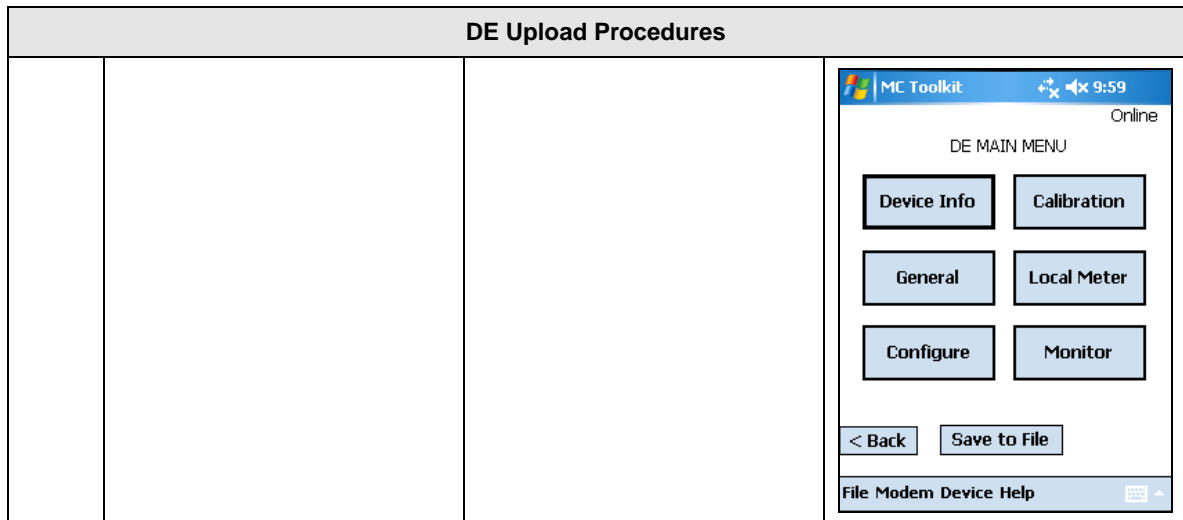 DE Upload Procedures
MC Toolkit 9:59
Online
DE MAIN MENU
Device Info Calibration
General Local Meter
Configure Monitor
< Back Save to File
File Modem Device Help